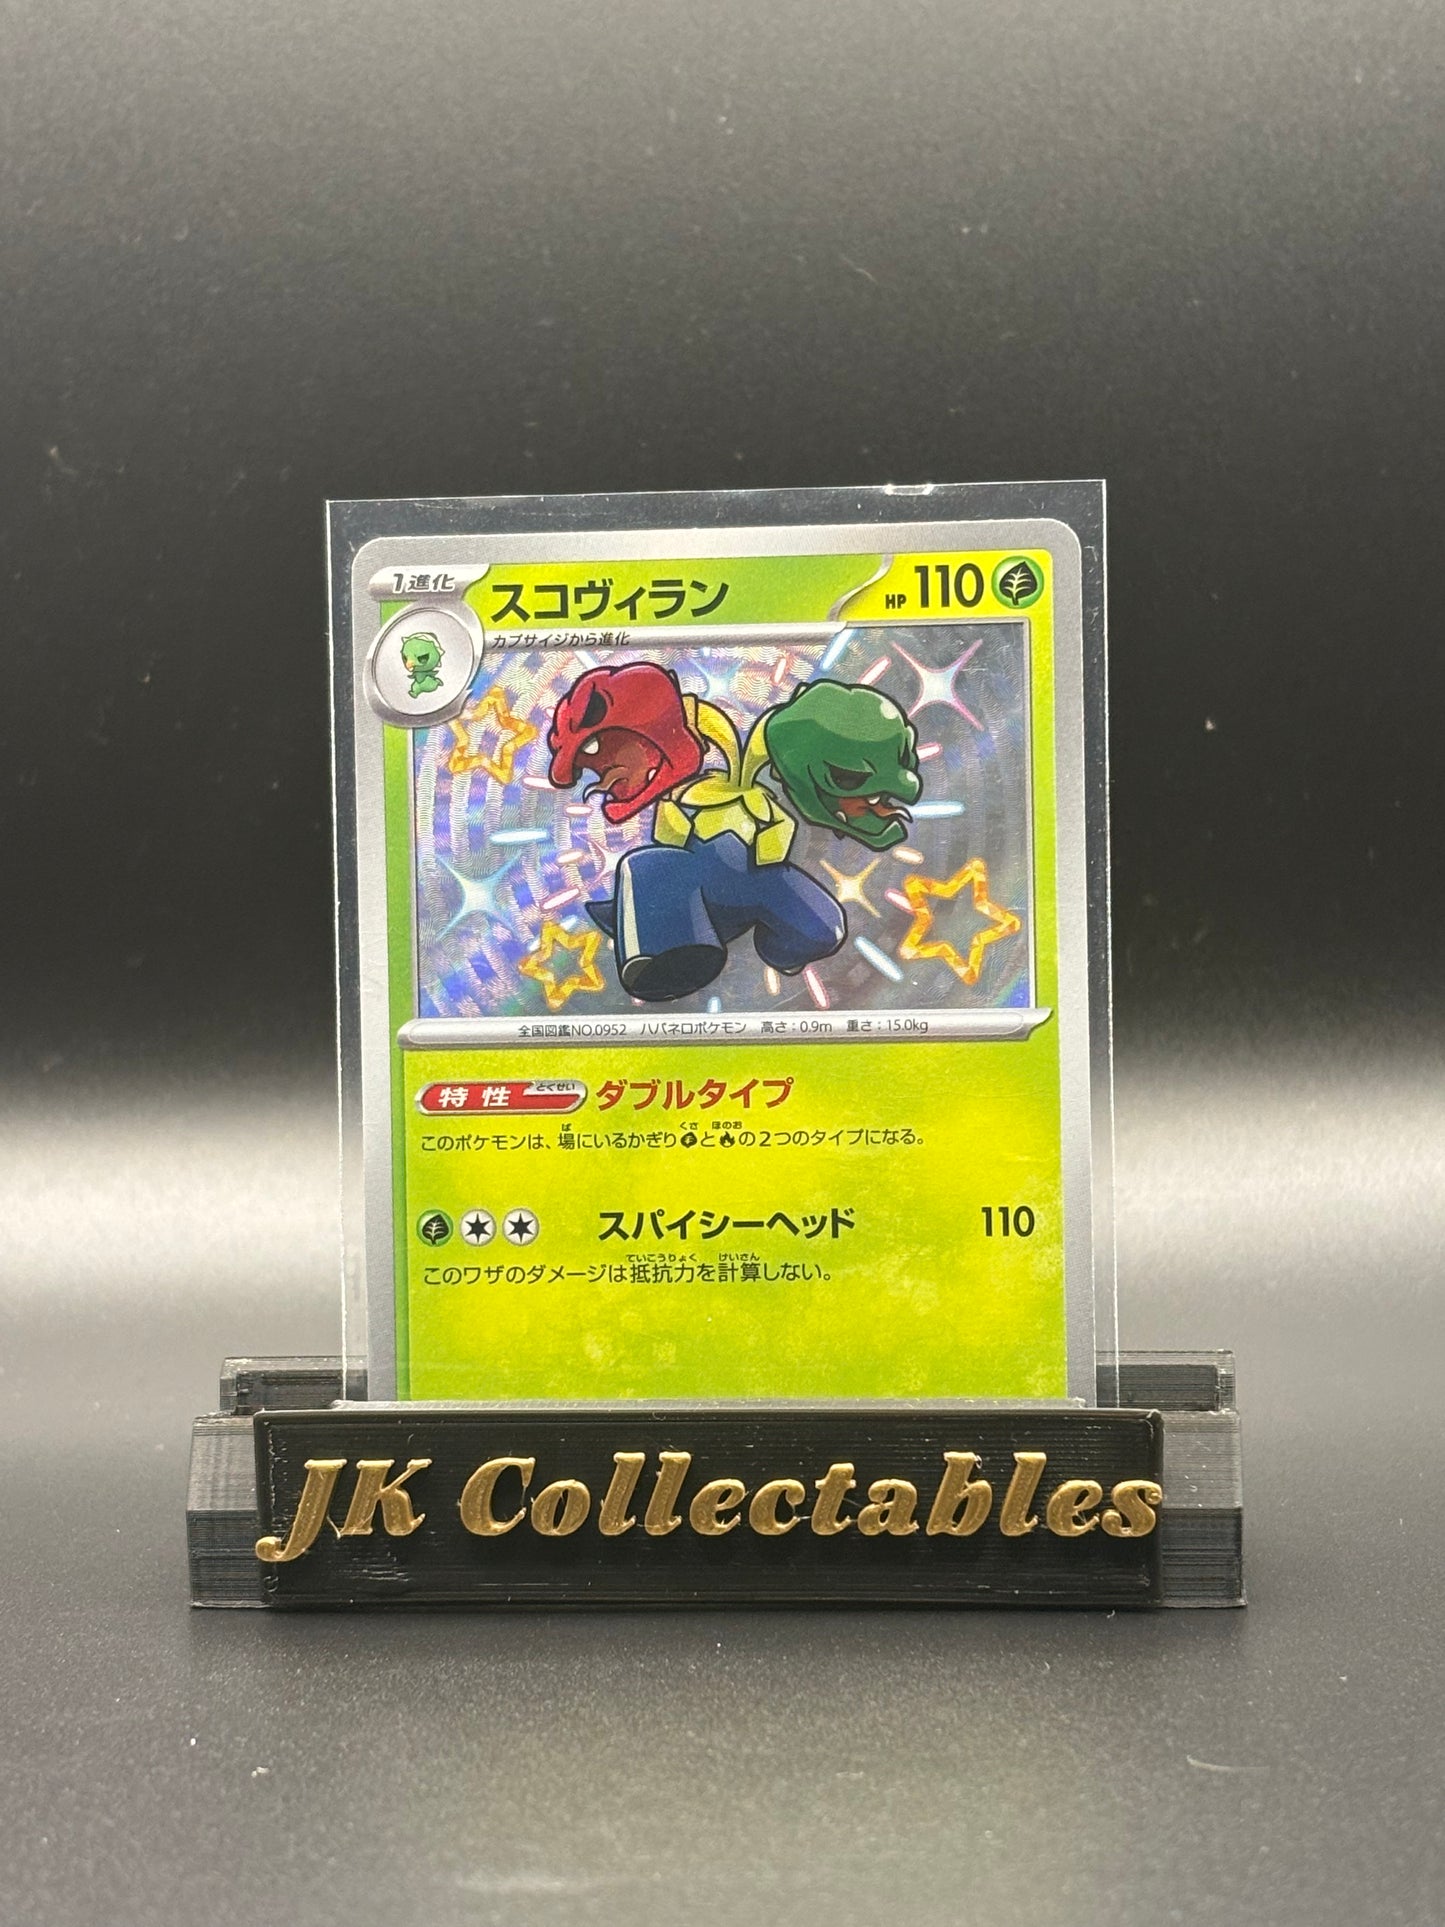 1進化
スコヴィラン
HP 110
カプサイジから進化
全国図鑑NO.0952 ハバネロポケモン 高さ：0.9m 重さ：15.0kg
特性 とくせい ダブルタイプ
ば くさ ほのお
このポケモンは、場にいるかぎりと の2つのタイプになる。
スパイシーヘッド 110
ていこうりょく けいさん
このワザのダメージは抵抗力を計算しない。
JK Collectables